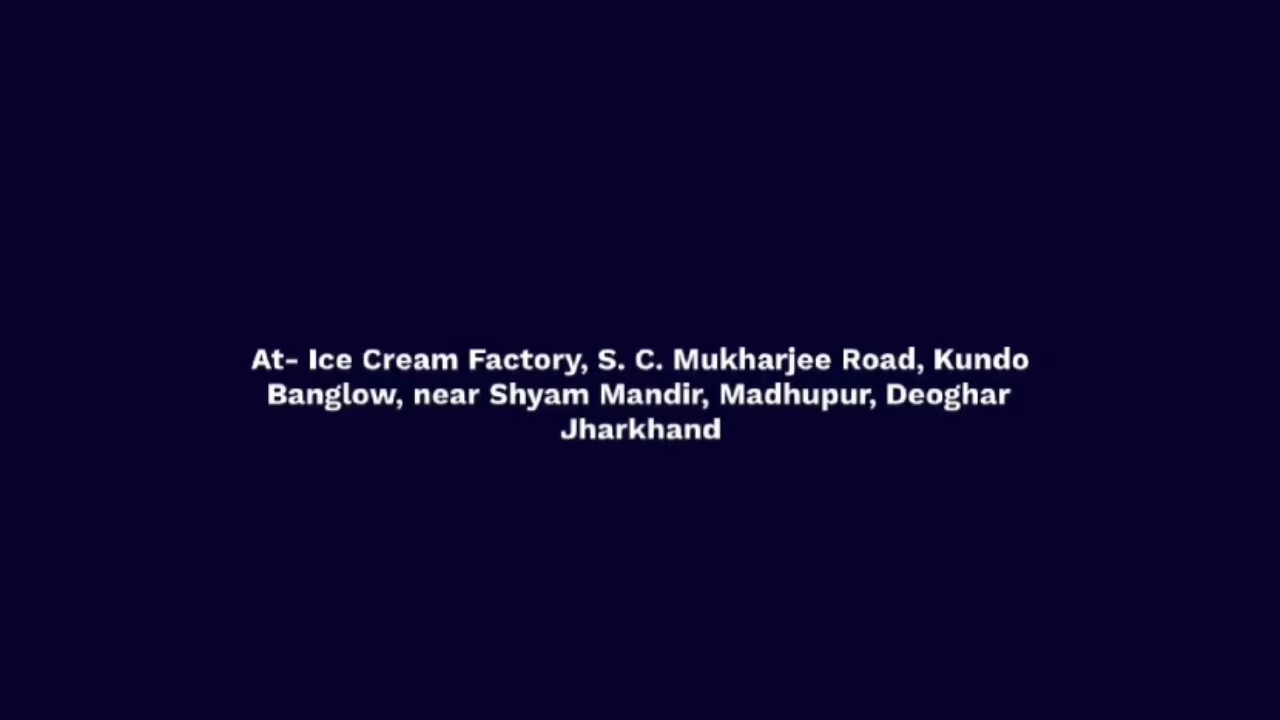 At- Ice Cream Factory, S. C. Mukharjee Road, Kundo
Banglow, near Shyam Mandir, Madhupur, Deoghar
Jharkhand